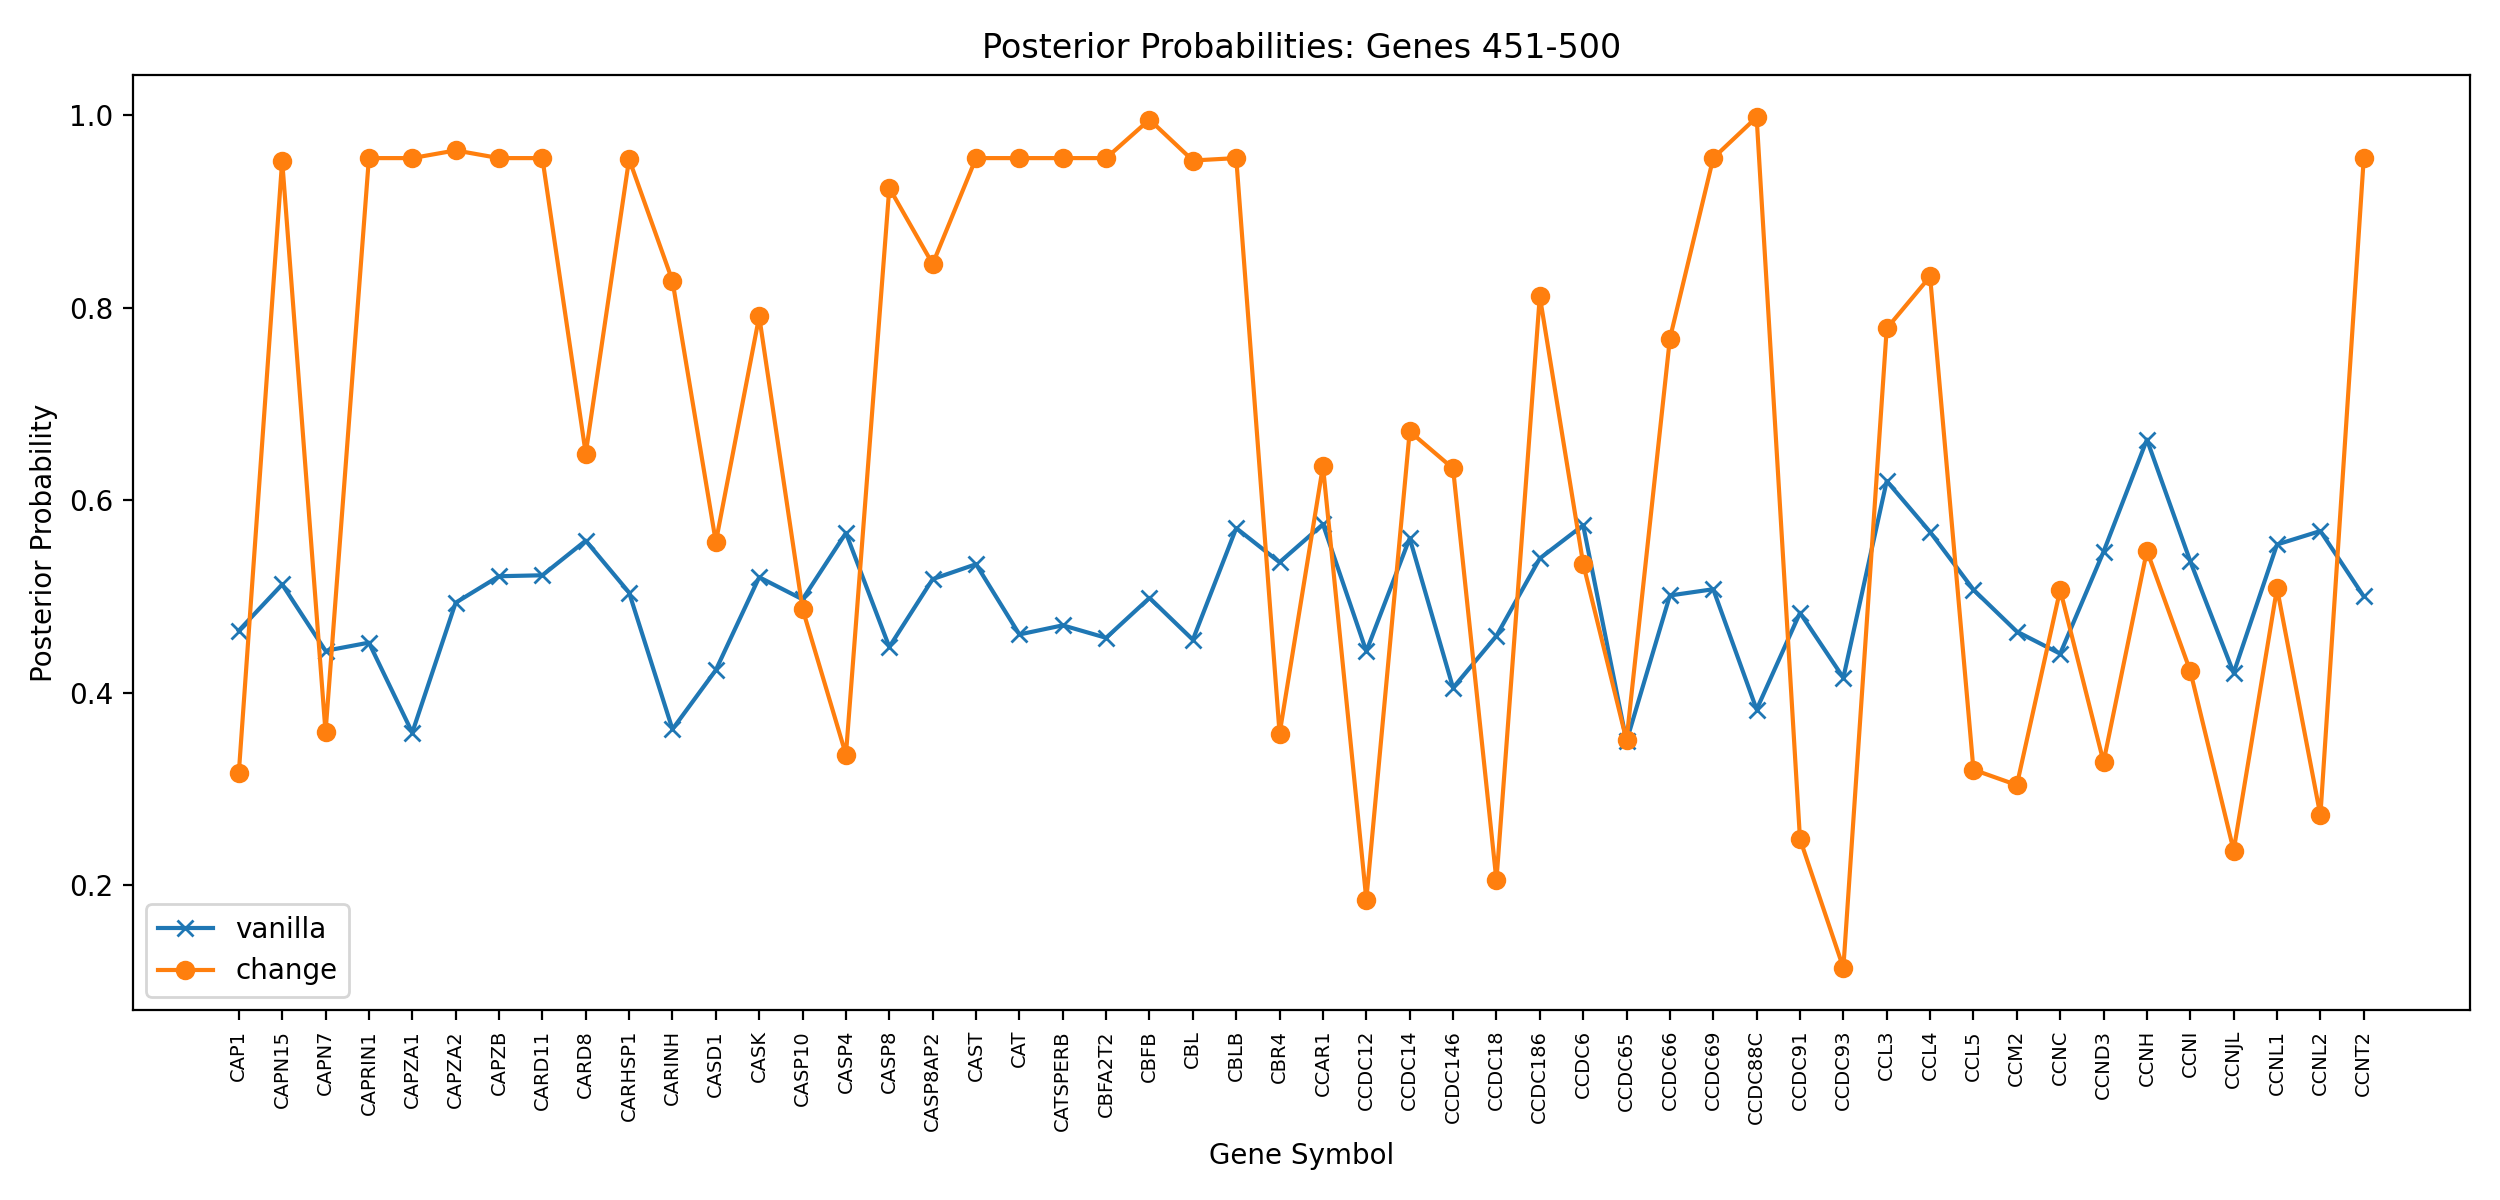 Posterior Probabilities: Genes 451-500
Posterior Probability
1.0
0.8
0.6
0.4
0.2
vanilla
change
CAP1
CAPN15
CAPN7
CAPRIN1
CAPZA1
CAPZA2
CAPZB
CARD11
CARD8
CARHSP1
CARINH
CASD1
CASK
CASP10
CASP4
CASP8
CASP8AP2
CAST
CAT
CATSPERB
CBFA2T2
CBFB
CBL
CBLB
CBR4
CCAR1
CCDC12
CCDC14
CCDC146
CCDC18
CCDC186
CCDC6
CCDC65
CCDC66
CCDC69
CCDC88C
CCDC91
CCDC93
CCL3
CCL4
CCL5
CCM2
CCNC
CCND3
CCNH
CCNI
CCNJL
CCNL1
CCNL2
CCNT2
Gene Symbol